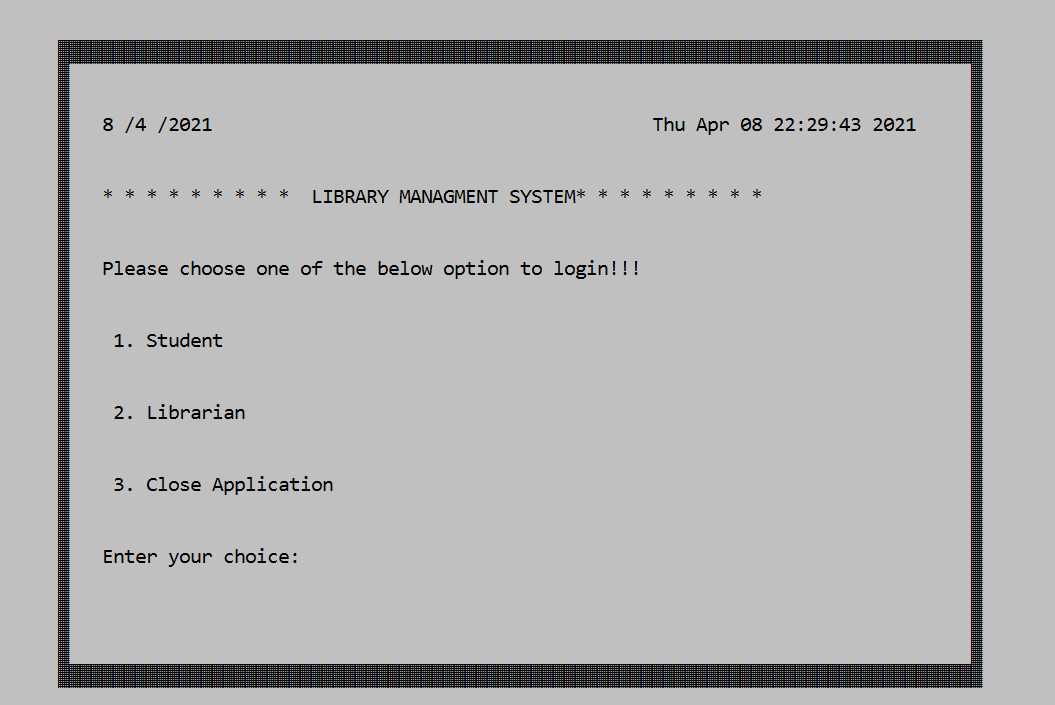 8 /4 /2021 Thu Apr 08 22:29:43 2021
* * * * * * * * * LIBRARY MANAGMENT SYSTEM* * * * * * * * *
Please choose one of the below option to login!!!
1. Student
2. Librarian
3. Close Application
Enter your choice: